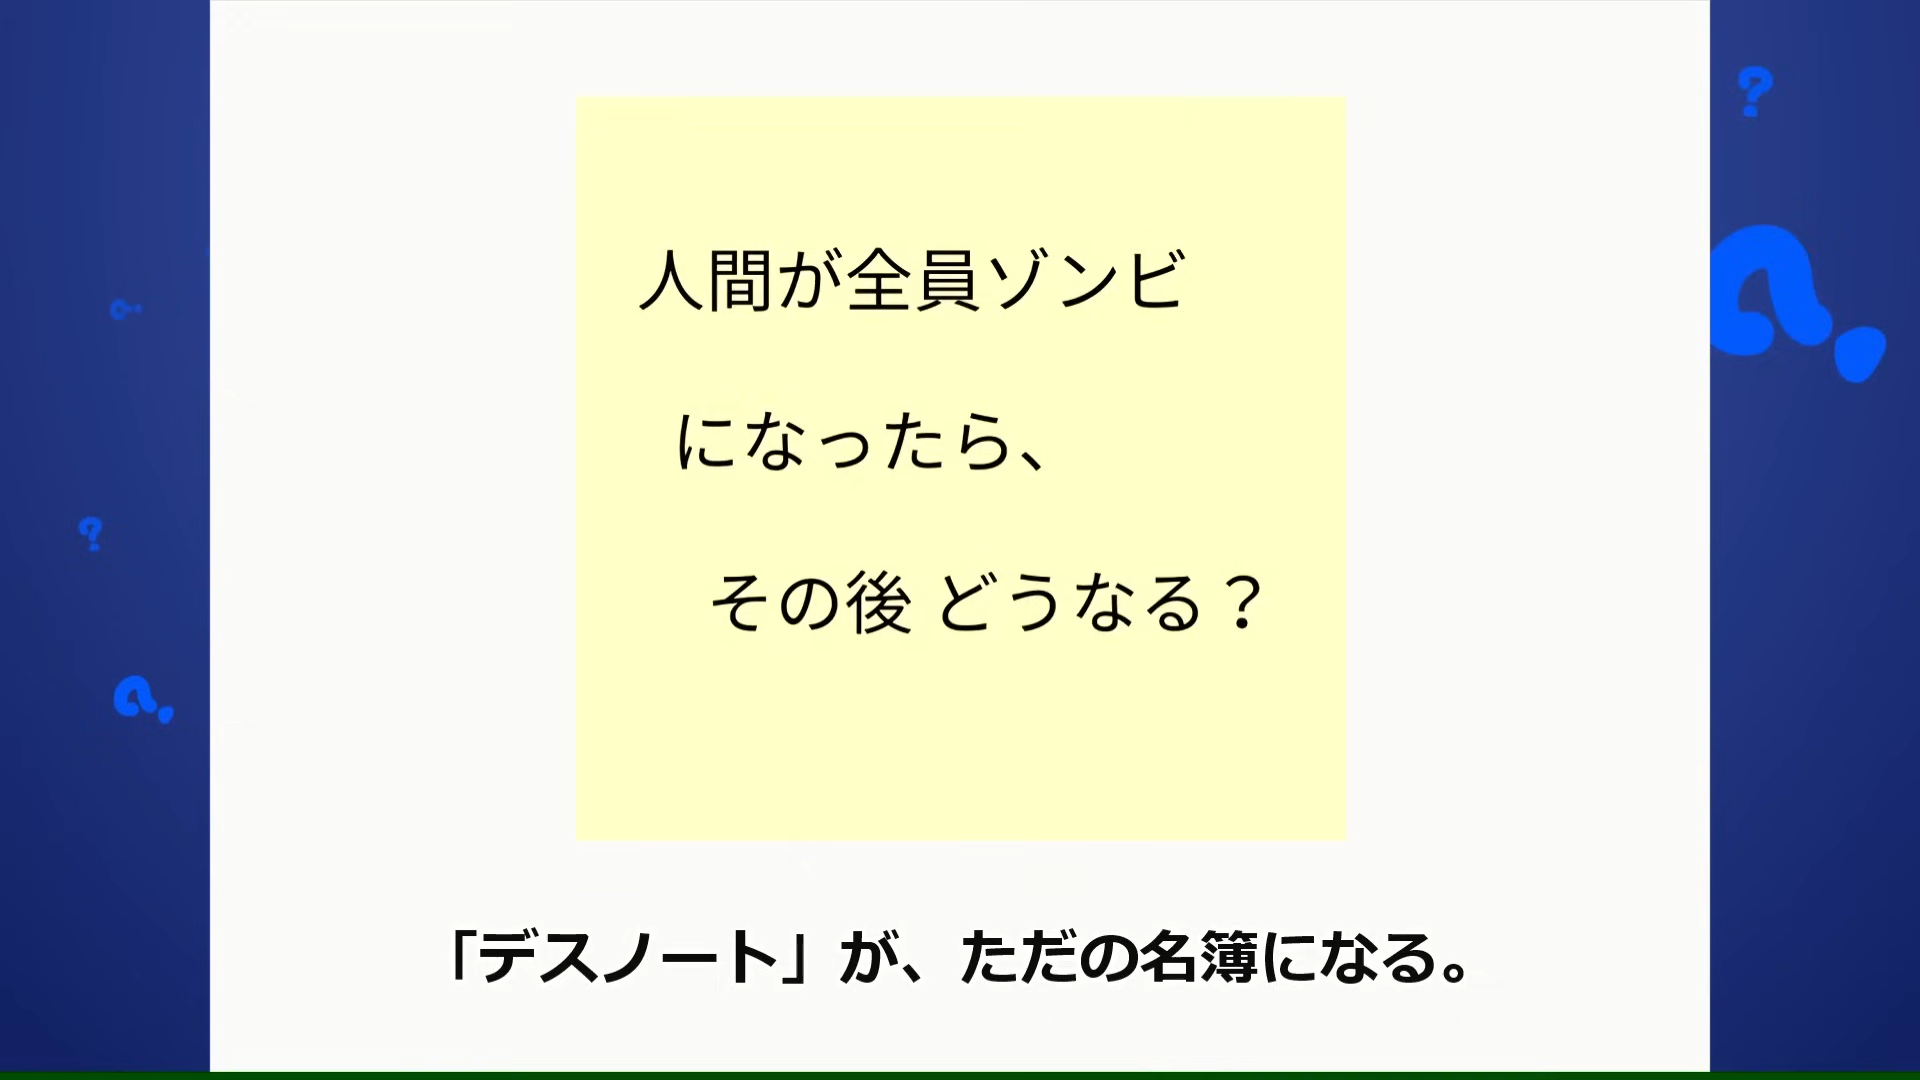 人間が全員ゾンビ
になったら、
その後 どうなる？
「デスノート」が、ただの名簿になる。